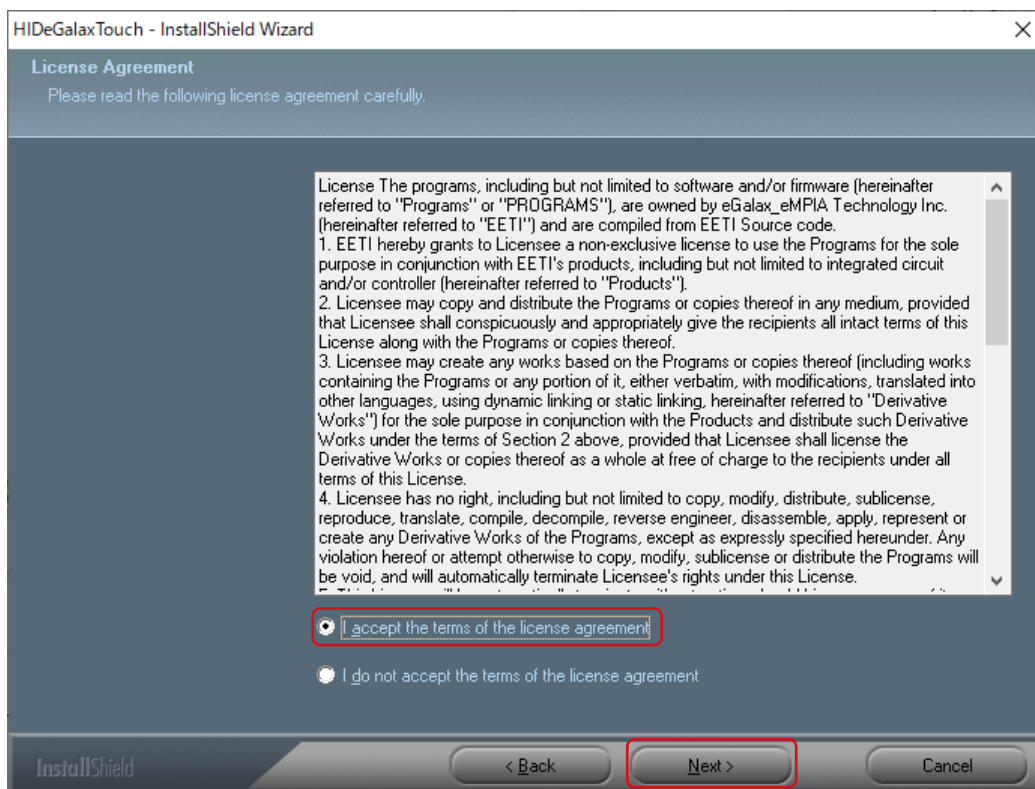 HIDeGalaxTouch - InstallShield Wizard
License Agreement
Please read the following license agreement carefully.
License The programs, including but not limited to software and/or firmware (hereinafter
referred to "Programs" or "PROGRAMS"), are owned by eGalax_eMPIA Technology Inc.
(hereinafter referred to "EETI") and are compiled from EETI Source code.
1. EETI hereby grants to Licensee a non-exclusive license to use the Programs for the sole
purpose in conjunction with EETI's products, including but not limited to integrated circuit
and/or controller (hereinafter referred to "Products").
2. Licensee may copy and distribute the Programs or copies thereof in any medium, provided
that Licensee shall conspicuously and appropriately give the recipients all intact terms of this
License along with the Programs or copies thereof.
3. Licensee may create any works based on the Programs or copies thereof (including works
containing the Programs or any portion of it, either verbatim, with modifications, translated into
other languages, using dynamic linking or static linking, hereinafter referred to "Derivative
Works") for the sole purpose in conjunction with the Products and distribute such Derivative
Works under the terms of Section 2 above, provided that Licensee shall license the
Derivative Works or copies thereof as a whole at free of charge to the recipients under all
terms of this License.
4. Licensee has no right, including but not limited to copy, modify, distribute, sublicense,
reproduce, translate, compile, decompile, reverse engineer, disassemble, apply, represent or
create any Derivative Works of the Programs, except as expressly specified hereunder. Any
violation hereof or attempt otherwise to copy, modify, sublicense or distribute the Programs will
be void, and will automatically terminate Licensee's rights under this License.
I accept the terms of the license agreement
I do not accept the terms of the license agreement
InstallShield
< Back
Next >
Cancel